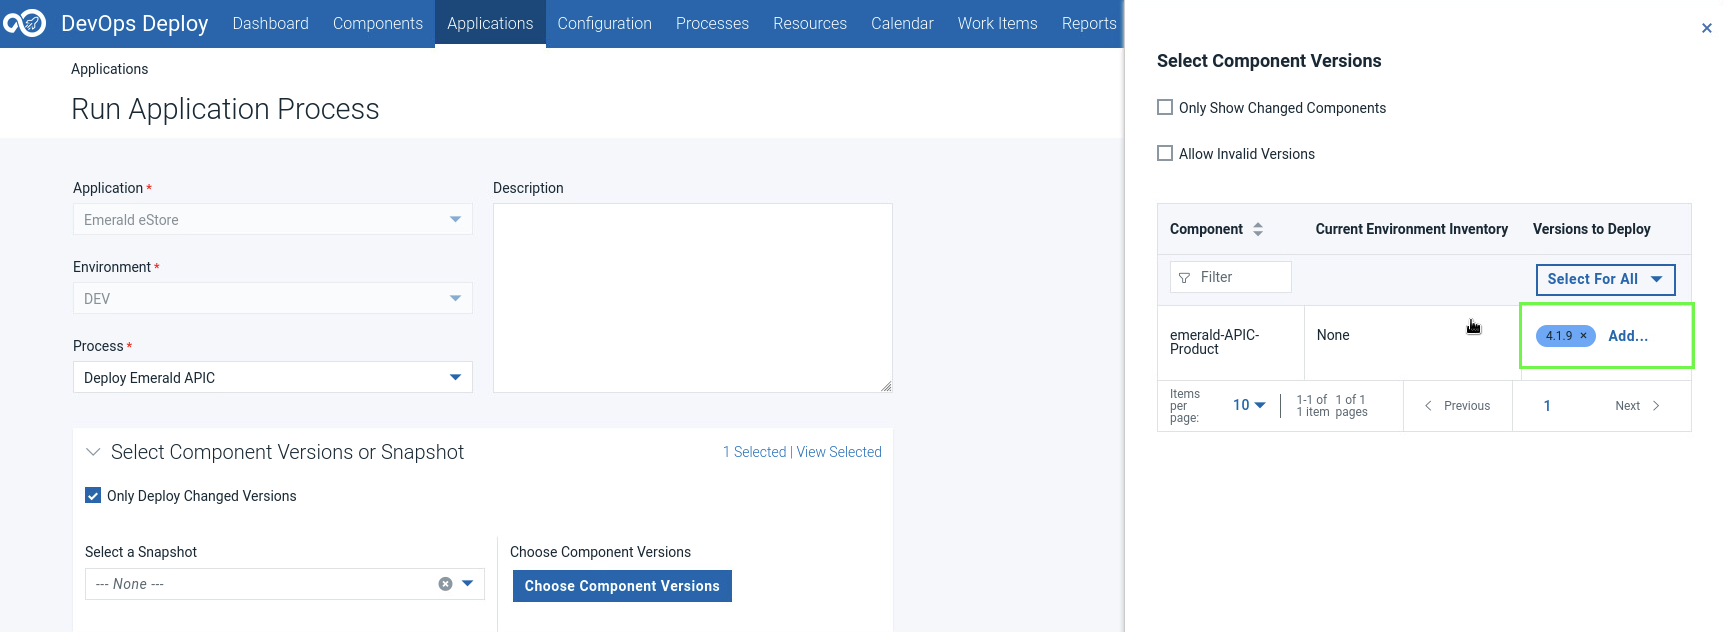 DevOps Deploy Dashboard Components Applications Configuration Processes Resources Calendar Work Items Reports
Applications
Run Application Process
Application *
Emerald eStore
Environment *
DEV
Process *
Deploy Emerald APIC
Description
Select Component Versions or Snapshot
1 Selected | View Selected
Only Deploy Changed Versions
Select a Snapshot
--- None ---
Choose Component Versions
Choose Component Versions
Select Component Versions
Only Show Changed Components
Allow Invalid Versions
Component Current Environment Inventory Versions to Deploy
Filter Select For All
emerald-APIC-
Product
None
4.1.9 × Add...
Items
per
page:
10
1-1 of
1 item
1 of 1
pages
Previous 1 Next